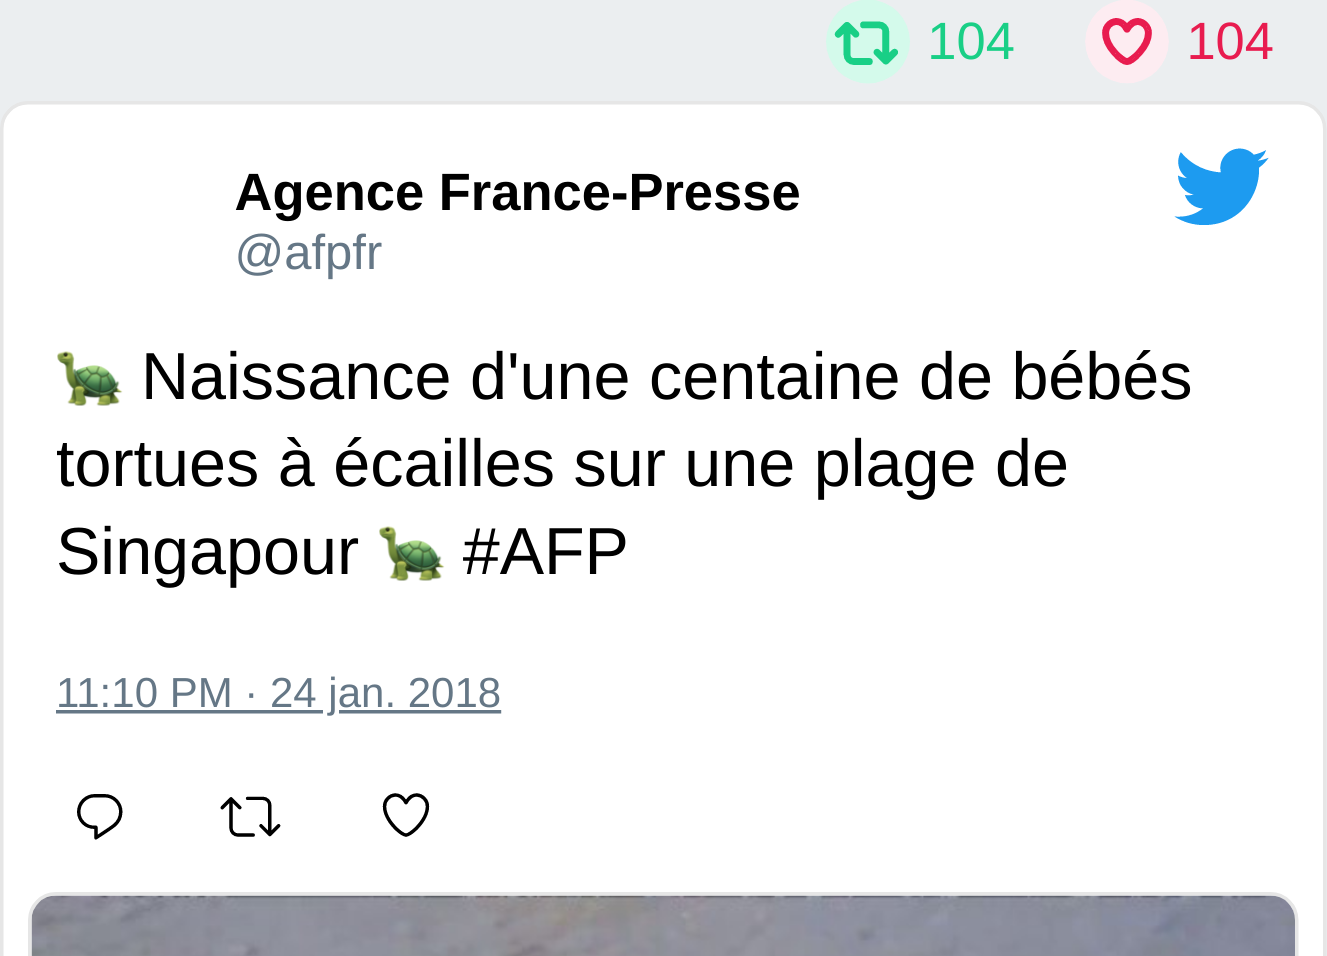 104 104
Agence France-Presse
@afpfr
🐢 Naissance d'une centaine de bébés
tortues à écailles sur une plage de
Singapour 🐢 #AFP
11:10 PM · 24 jan. 2018